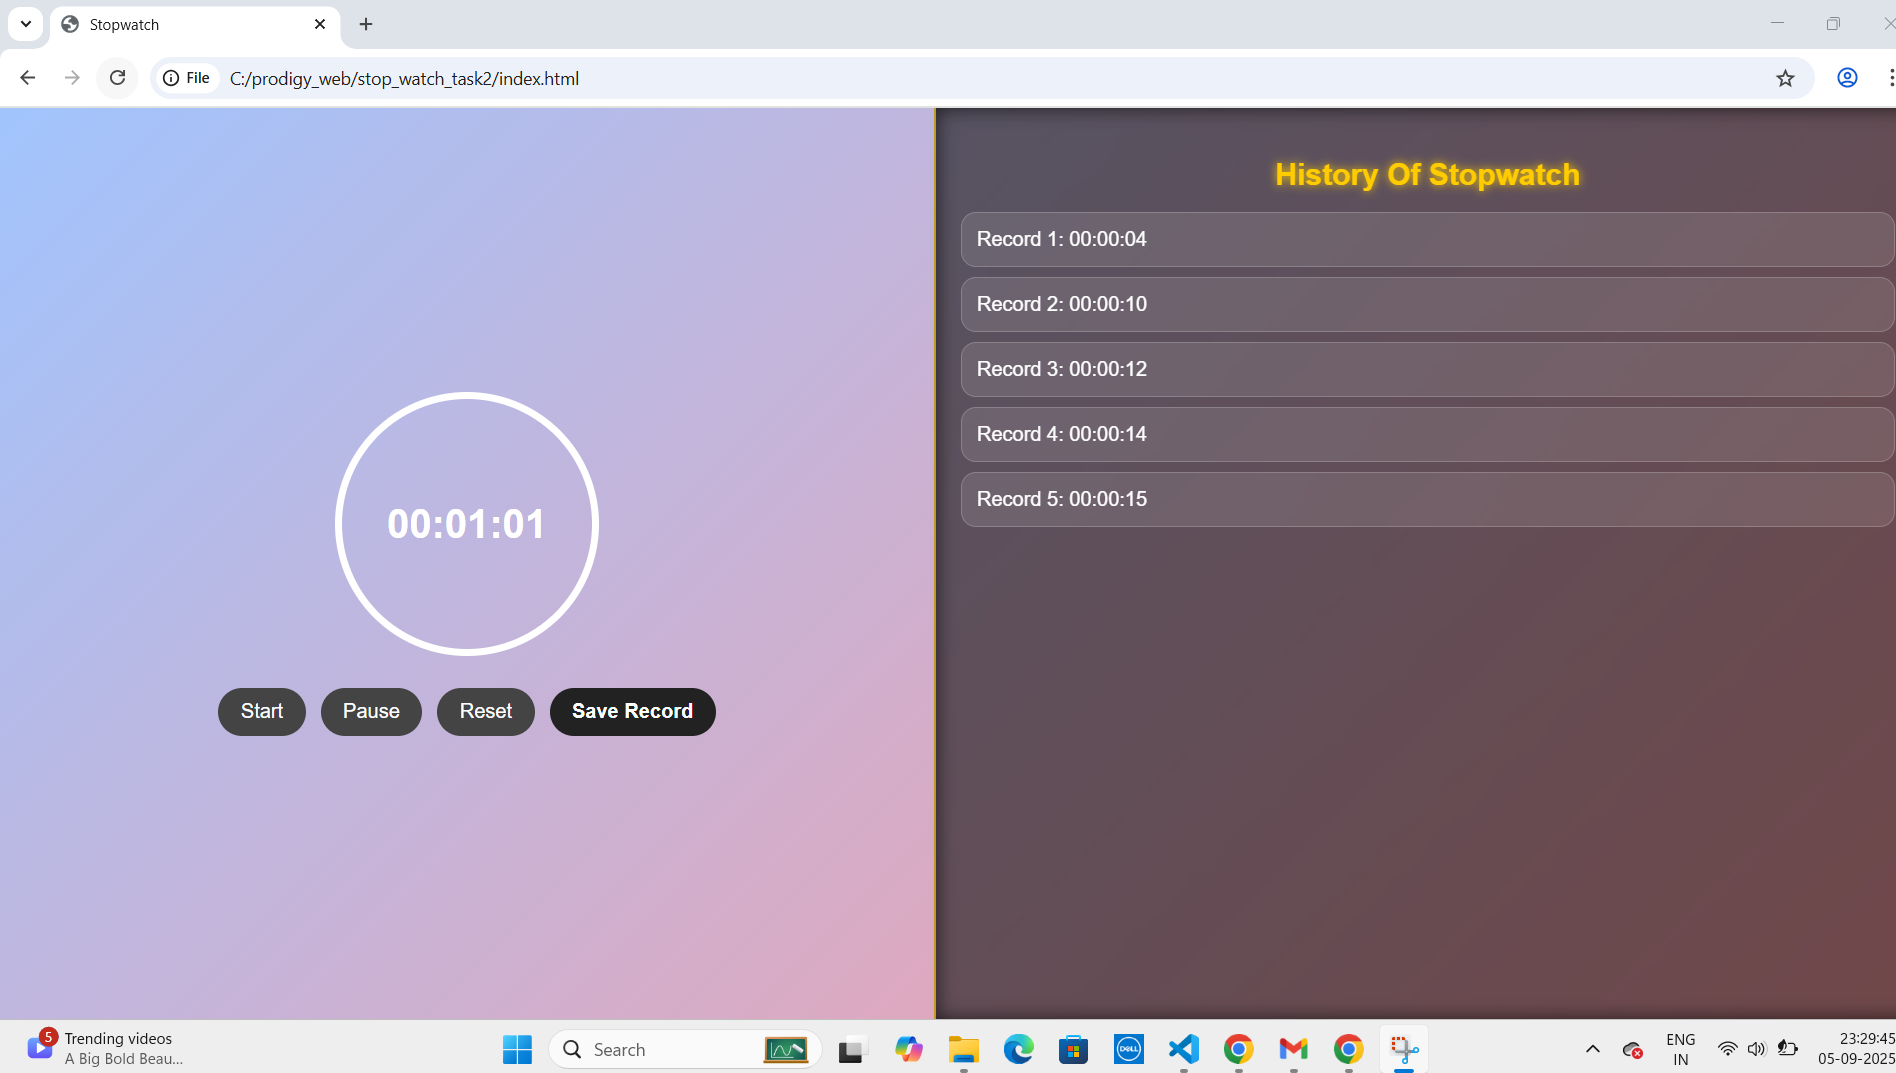 Stopwatch
File C:/prodigy_web/stop_watch_task2/index.html
History Of Stopwatch
Record 1: 00:00:04
Record 2: 00:00:10
Record 3: 00:00:12
Record 4: 00:00:14
Record 5: 00:00:15
00:01:01
Start Pause Reset Save Record
5
Trending videos
A Big Bold Beau...
Search
DELL
ENG
IN
23:29:45
05-09-2025